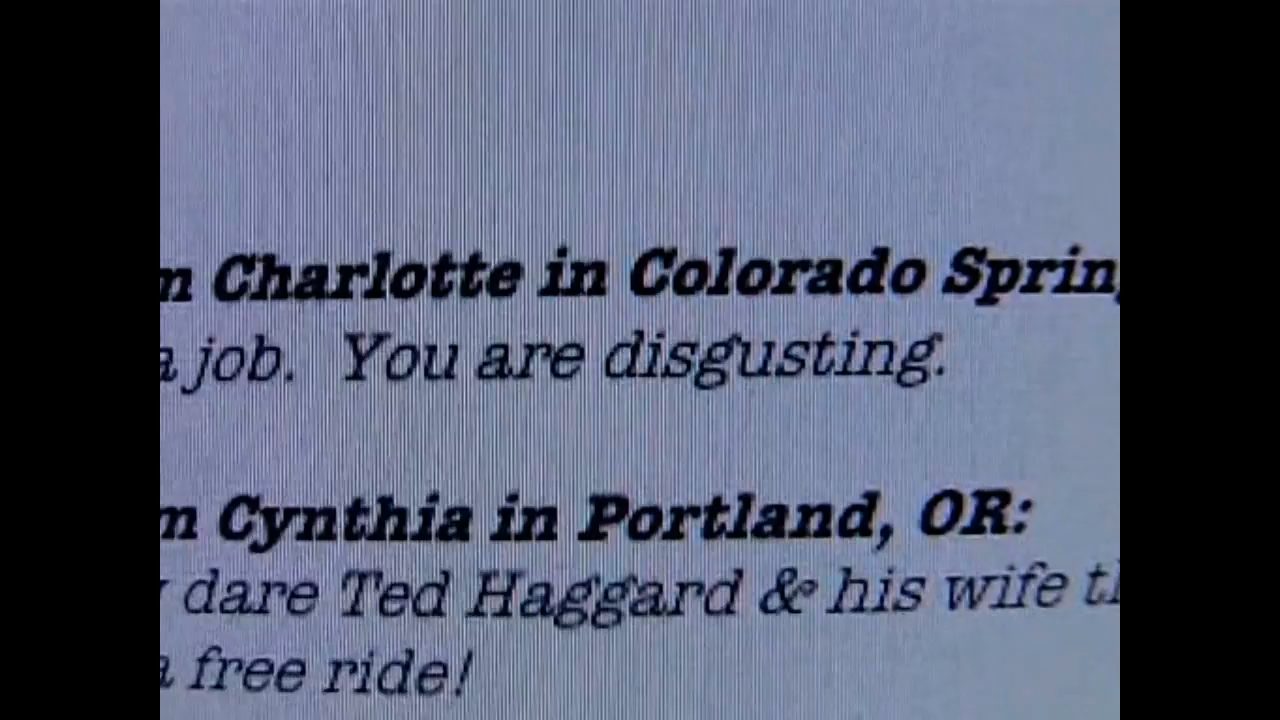 Charlotte in Colorado
job. You are disgusting.
Cynthia in Portland, OR:
dare Ted Haggard & his wife
free ride!